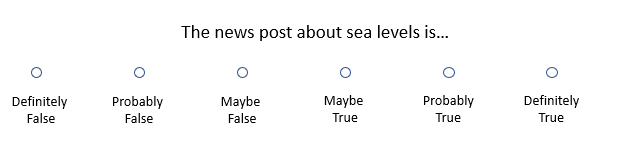 The news post about sea levels is...
Definitely Probably Maybe Maybe Probably Definitely
False False False True True True